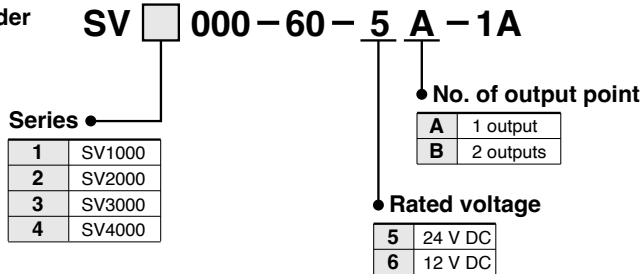 der
SV □ 000 – 60 – 5 A – 1A
No. of output point
A 1 output
B 2 outputs
Series
1 SV1000
2 SV2000
3 SV3000
4 SV4000
Rated voltage
5 24 V DC
6 12 V DC